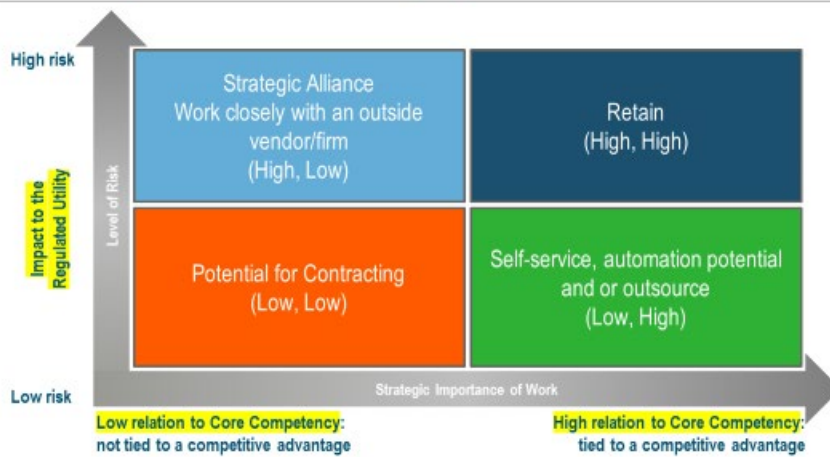 High risk
Strategic Alliance
Work closely with an outside
vendor/firm
(High, Low)
Retain
(High, High)
Impact to the
Regulated Utility
Level of Risk
Potential for Contracting
(Low, Low)
Self-service, automation potential
and or outsource
(Low, High)
Low risk
Strategic Importance of Work
Low relation to Core Competency:
not tied to a competitive advantage
High relation to Core Competency:
tied to a competitive advantage